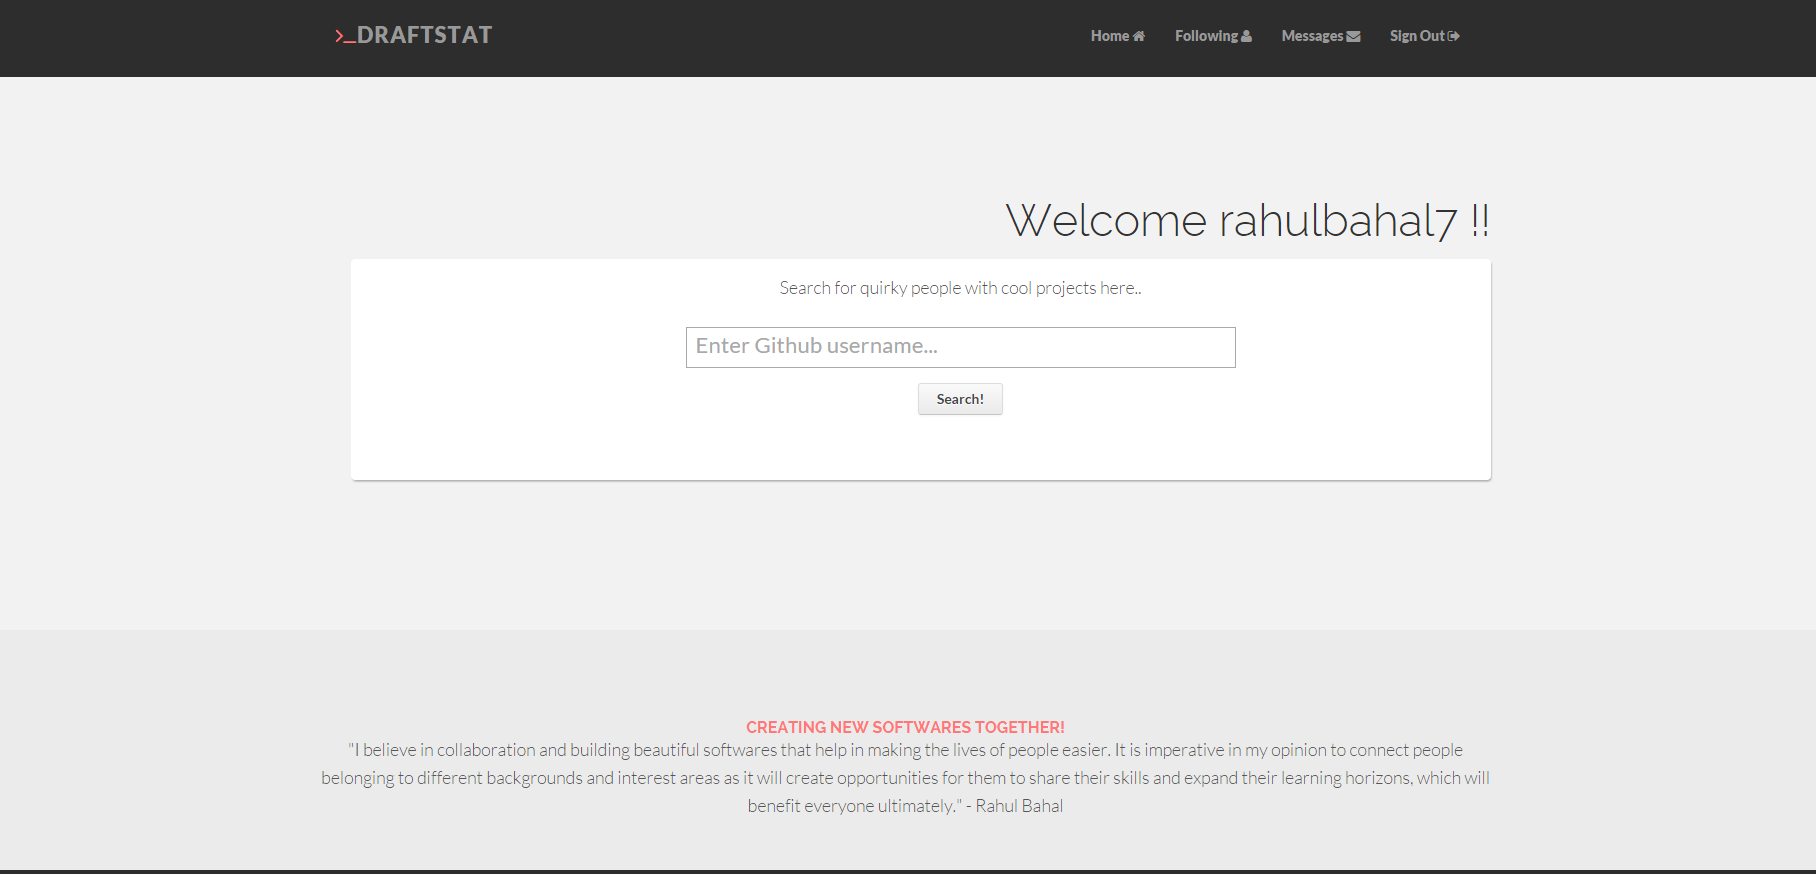 >_DRAFTSTAT
Home Following Messages Sign Out
Welcome rahulbahal7 !!
Search for quirky people with cool projects here..
Enter Github username...
Search!
CREATING NEW SOFTWARES TOGETHER!
"I believe in collaboration and building beautiful softwares that help in making the lives of people easier. It is imperative in my opinion to connect people
belonging to different backgrounds and interest areas as it will create opportunities for them to share their skills and expand their learning horizons, which will
benefit everyone ultimately." - Rahul Bahal